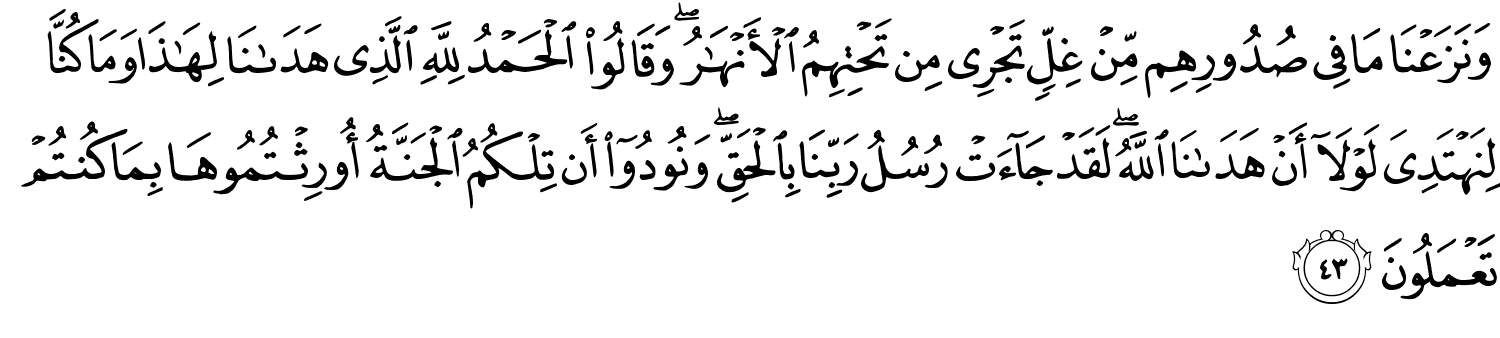 وَنَزَعْنَا مَا فِى صُدُورِهِم مِّنْ غِلٍّ تَجْرِى مِن تَحْتِهِمُ ٱلْأَنْهَٰرُ ۖ وَقَالُوا۟ ٱلْحَمْدُ لِلَّهِ ٱلَّذِى هَدَىٰنَا لِهَٰذَا وَمَا كُنَّا
لِنَهْتَدِىَ لَوْلَآ أَنْ هَدَىٰنَا ٱللَّهُ ۖ لَقَدْ جَآءَتْ رُسُلُ رَبِّنَا بِٱلْحَقِّ ۖ وَنُودُوٓا۟ أَن تِلْكُمُ ٱلْجَنَّةُ أُورِثْتُمُوهَا بِمَا كُنتُمْ
تَعْمَلُونَ ٤٣